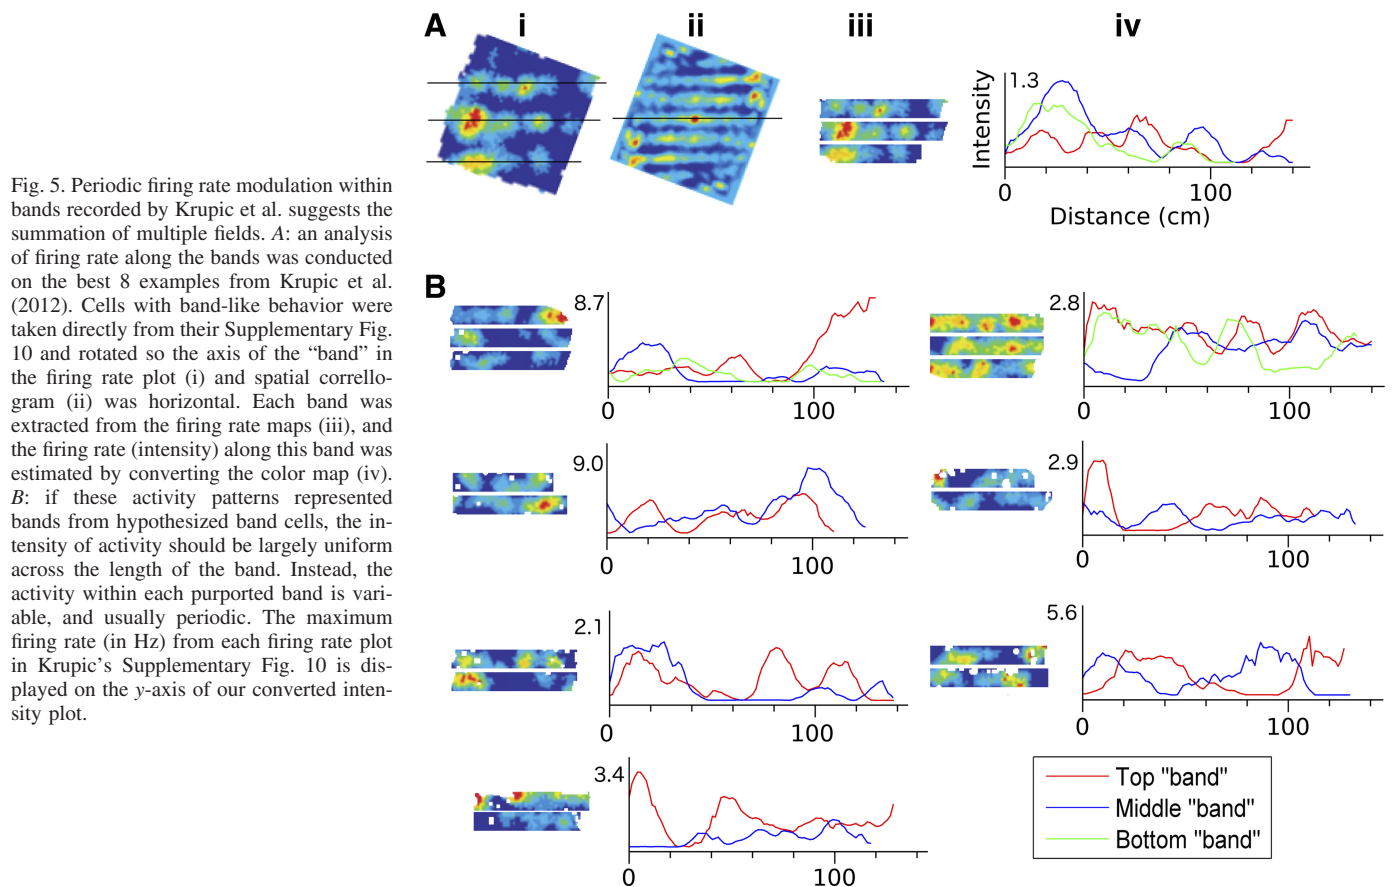 Fig. 5. Periodic firing rate modulation within
bands recorded by Krupic et al. suggests the
summation of multiple fields. A: an analysis
of firing rate along the bands was conducted
on the best 8 examples from Krupic et al.
(2012). Cells with band-like behavior were
taken directly from their Supplementary Fig.
10 and rotated so the axis of the “band” in
the firing rate plot (i) and spatial corrello-
gram (ii) was horizontal. Each band was
extracted from the firing rate maps (iii), and
the firing rate (intensity) along this band was
estimated by converting the color map (iv).
B: if these activity patterns represented
bands from hypothesized band cells, the in-
tensity of activity should be largely uniform
across the length of the band. Instead, the
activity within each purported band is vari-
able, and usually periodic. The maximum
firing rate (in Hz) from each firing rate plot
in Krupic’s Supplementary Fig. 10 is dis-
played on the y-axis of our converted inten-
sity plot.
A i ii iii iv
1.3
Intensity
0 100
Distance (cm)
B
8.7
0 100
2.8
0 100
9.0
0 100
2.9
0 100
2.1
0 100
5.6
0 100
3.4
0 100
Top "band"
Middle "band"
Bottom "band"